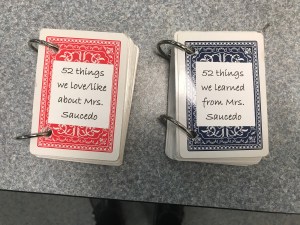 52 things
we love/like
about Mrs.
Saucedo
52 things
we learned
from Mrs.
Saucedo